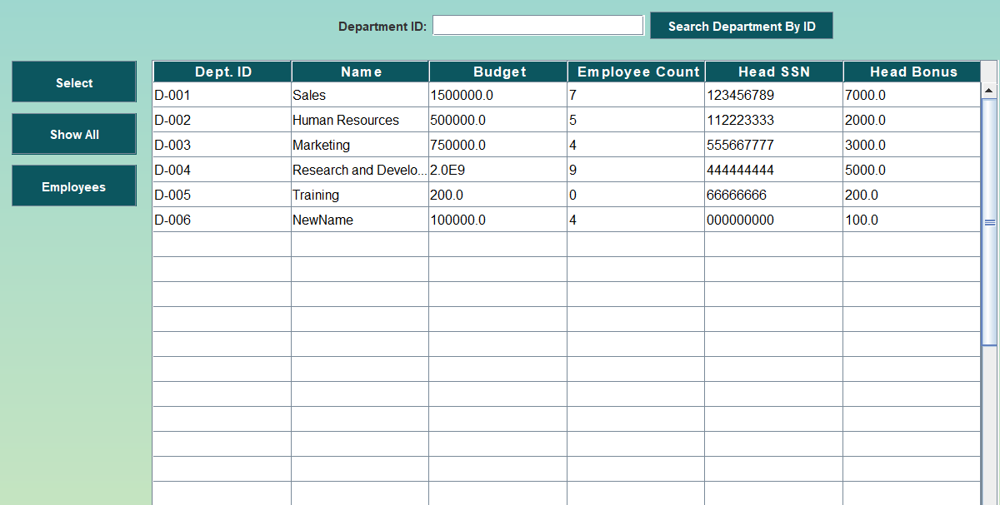 Department ID: Search Department By ID
Select
Show All
Employees
Dept. ID Name Budget Employee Count Head SSN Head Bonus
D-001 Sales 1500000.0 7 123456789 7000.0
D-002 Human Resources 500000.0 5 112223333 2000.0
D-003 Marketing 750000.0 4 555667777 3000.0
D-004 Research and Develo... 2.0E9 9 444444444 5000.0
D-005 Training 200.0 0 66666666 200.0
D-006 NewName 100000.0 4 000000000 100.0